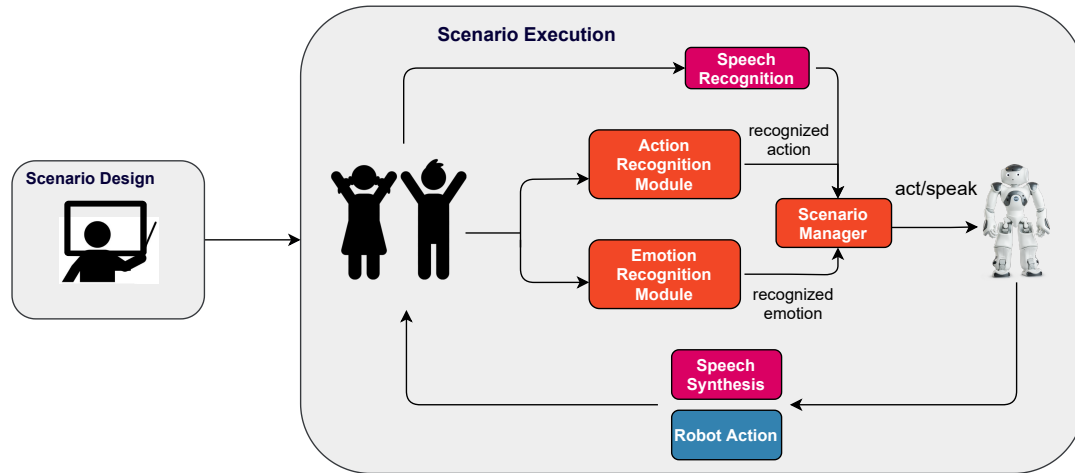 Scenario Execution
Speech
Recognition
Scenario Design
Action
Recognition
Module
recognized
action
Emotion
Recognition
Module
recognized
emotion
Scenario
Manager
act/speak
Speech
Synthesis
Robot Action